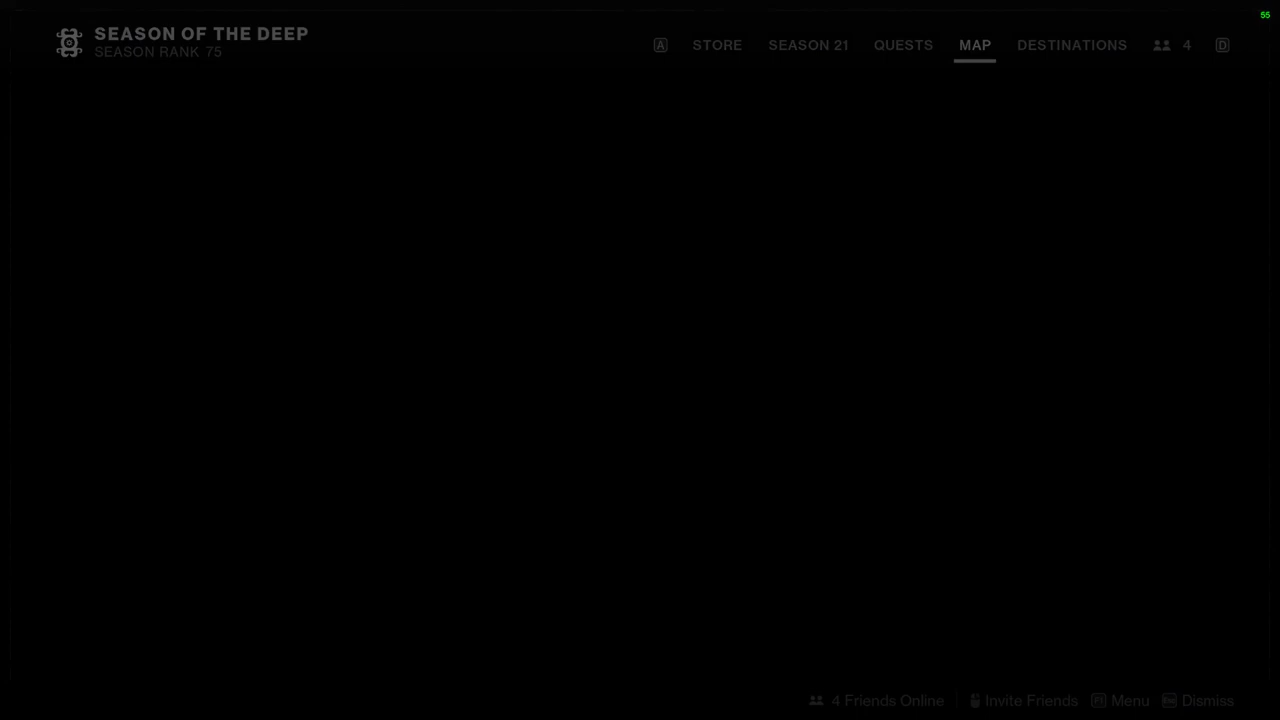 55
SEASON OF THE DEEP
SEASON RANK 75
A STORE SEASON 21 QUESTS MAP DESTINATIONS 4 D
4 Friends Online Invite Friends Menu Dismiss